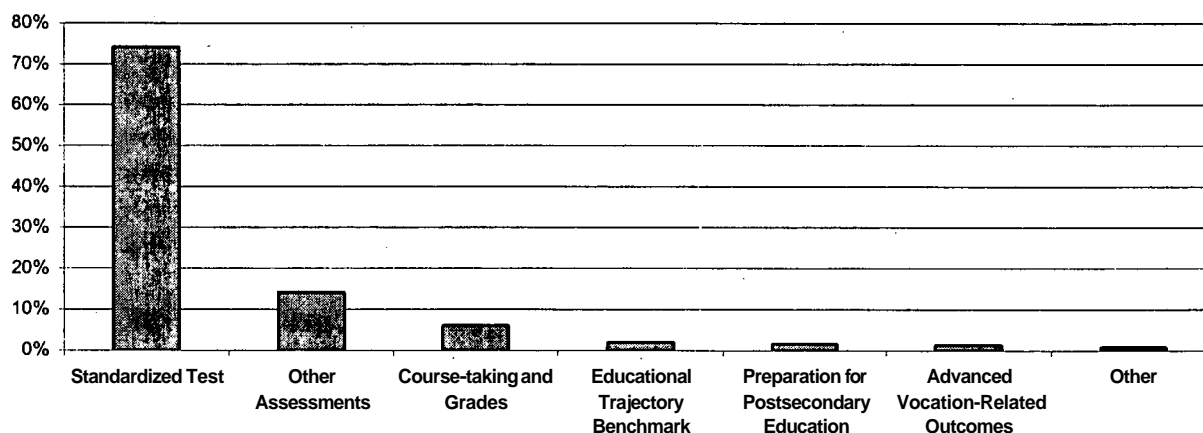 80%
70%
60%
50%
40%
30%
20%
10%
0%
Standardized Test
Other
Assessments
Course-taking and
Grades
Educational
Trajectory
Benchmark
Preparation for
Postsecondary
Education
Advanced
Vocation-Related
Outcomes
Other